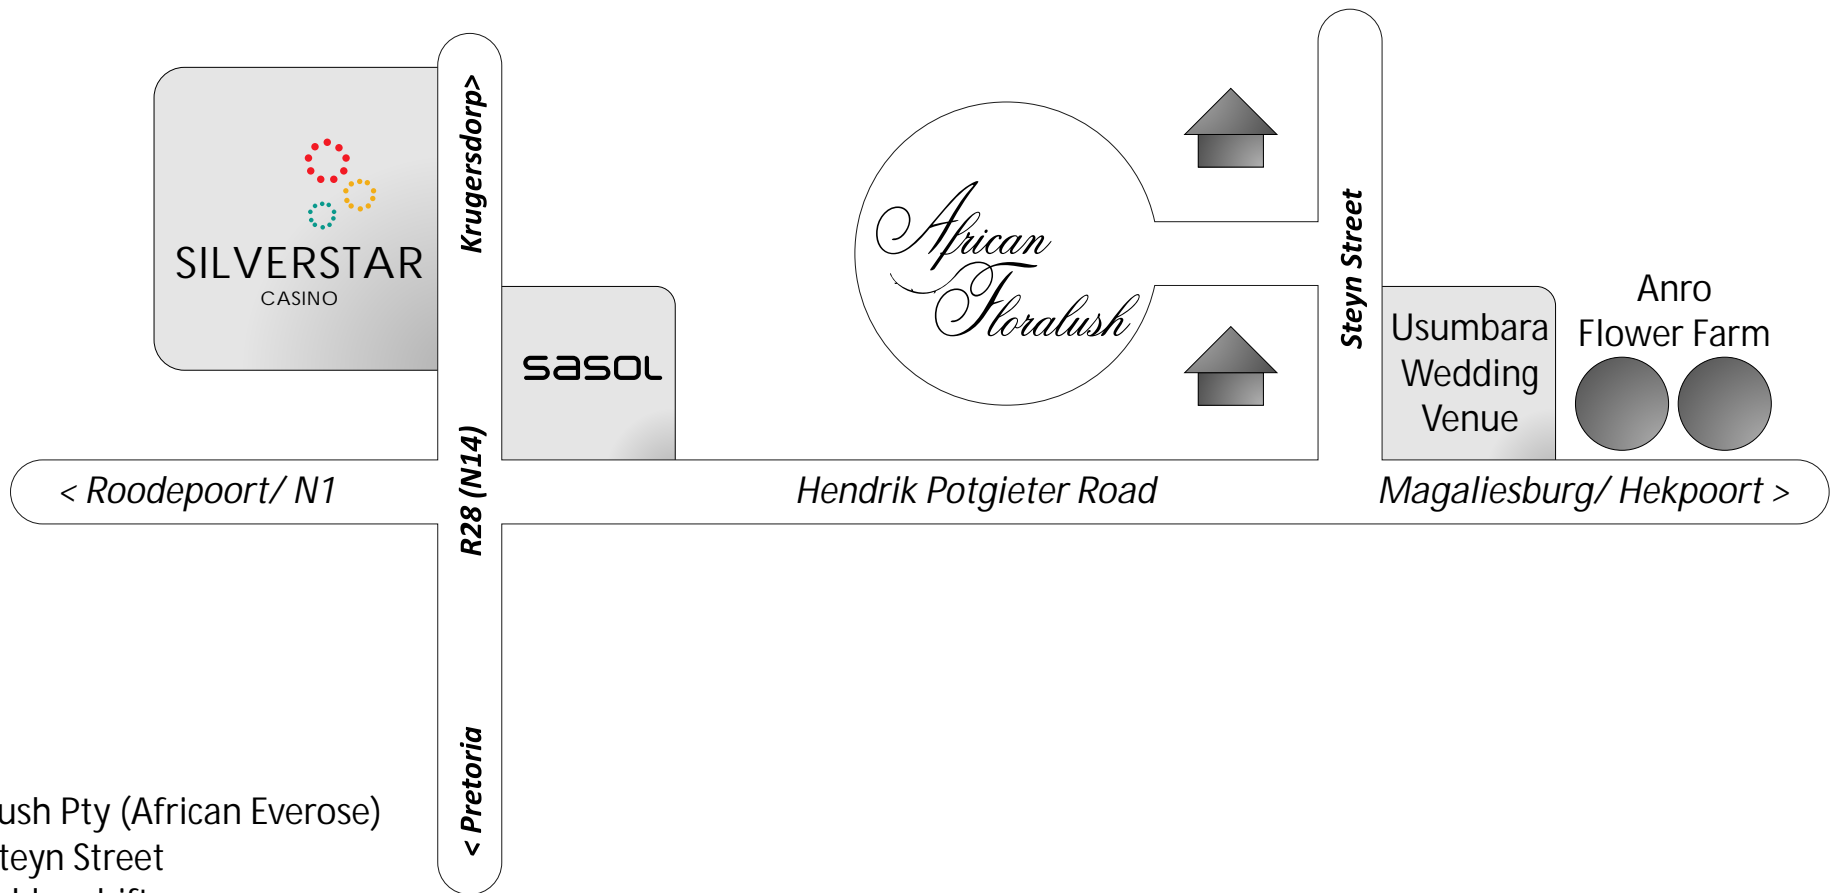 Krugersdorp>
SILVERSTAR
CASINO
African
Floralush
Steyn Street
Anro
Flower Farm
Usumbara
Wedding
Venue
sasol
R28 (N14)
< Roodepoort/ N1
Hendrik Potgieter Road
Magaliesburg/ Hekpoort >
< Pretoria
ush Pty (African Everose)
teyn Street